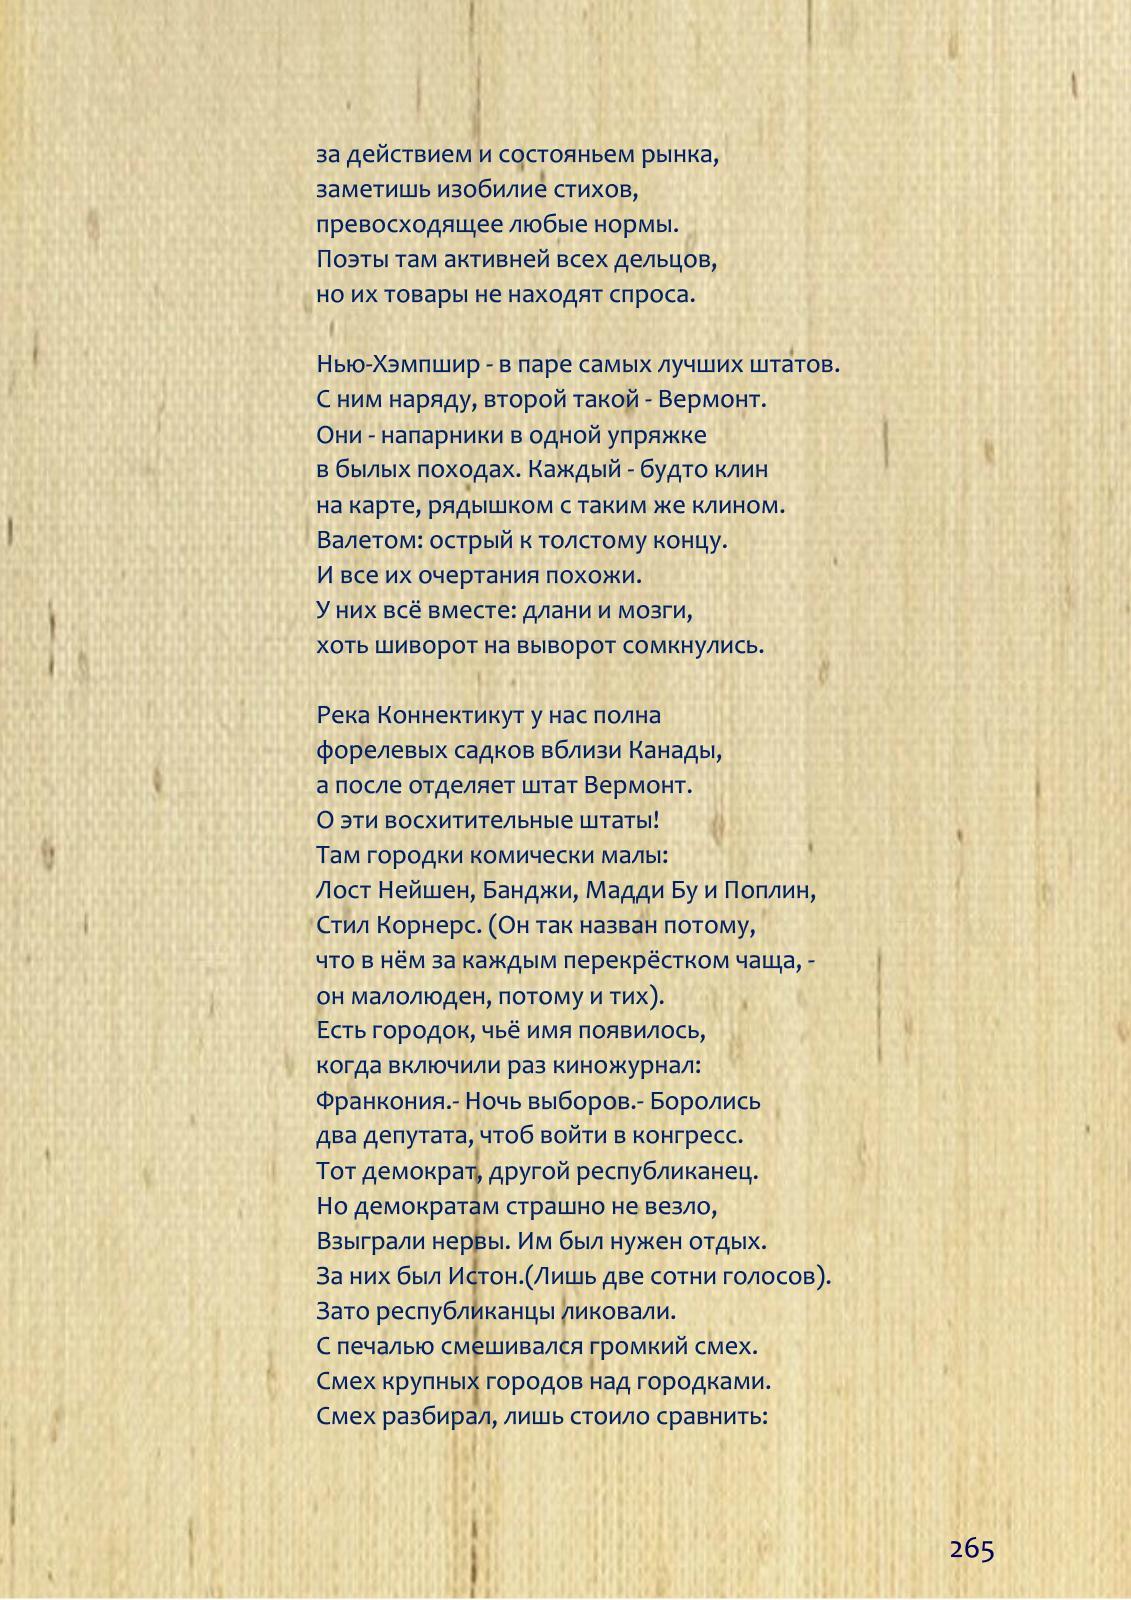 за действием и состояньем рынка,
заметишь изобилие стихов,
превосходящее любые нормы.
Поэты там активней всех дельцов,
но их товары не находят спроса.

Нью-Хэмпшир - в паре самых лучших штатов.
С ним наряду, второй такой - Вермонт.
Они - напарники в одной упряжке
в былых походах. Каждый - будто клин
на карте, рядышком с таким же клином.
Валетом: острый к толстому концу.
И все их очертания похожи.
У них всё вместе: длани и мозги,
хоть шиворот на выворот сомкнулись.

Река Коннектикут у нас полна
форелевых садков вблизи Канады,
а после отделяет штат Вермонт.
О эти восхитительные штаты!
Там городки комически малы:
Лост Нейшен, Банджи, Мадди Бу и Поплин,
Стил Корнерс. (Он так назван потому,
что в нём за каждым перекрёстком чаща, -
он малолюден, потому и тих).
Есть городок, чьё имя появилось,
когда включили раз киножурнал:
Франкония.- Ночь выборов.- Боролись
два депутата, чтоб войти в конгресс.
Тот демократ, другой республиканец.
Но демократам страшно не везло,
Взыграли нервы. Им был нужен отдых.
За них был Истон.(Лишь две сотни голосов).
Зато республиканцы ликовали.
С печалью смешивался громкий смех.
Смех крупных городов над городками.
Смех разбирал, лишь стоило сравнить:

265